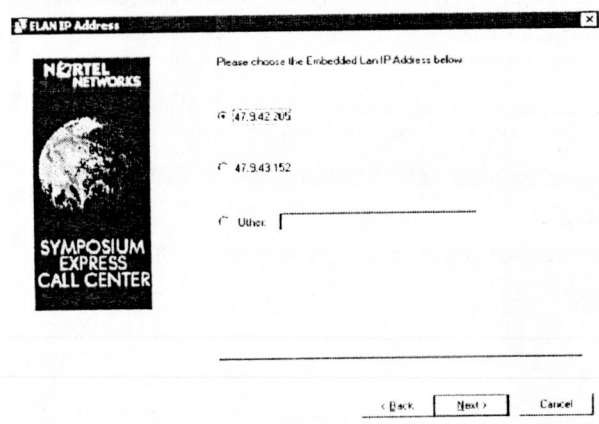 ELAN IP Address
NORTEL
NETWORKS
SYMPOSIUM
EXPRESS
CALL CENTER
Please choose the Embedded Lan IP Address below.
47.9.42.205
47.9.43.152
Other:
< Back
Next >
Cancel